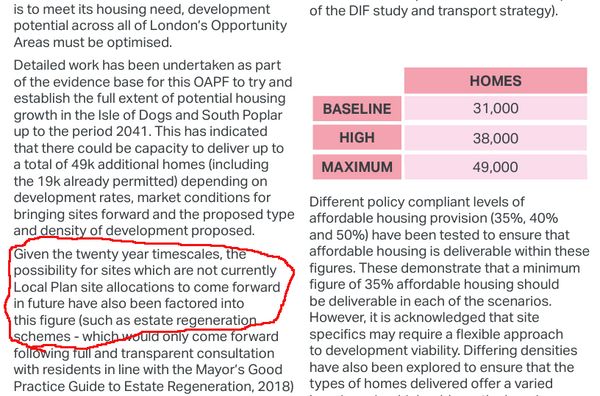 is to meet its housing need, development
potential across all of London's Opportunity
Areas must be optimised.
Detailed work has been undertaken as part
of the evidence base for this OAPF to try and
establish the full extent of potential housing
growth in the Isle of Dogs and South Poplar
up to the period 2041. This has indicated
that there could be capacity to deliver up to
a total of 49k additional homes (including
the 19k already permitted) depending on
development rates, market conditions for
bringing sites forward and the proposed type
and density of development proposed.
Given the twenty year timescales, the
possibility for sites which are not currently
Local Plan site allocations to come forward
in future have also been factored into
this figure (such as estate regeneration
schemes - which would only come forward
following full and transparent consultation
with residents in line with the Mayor's Good
Practice Guide to Estate Regeneration, 2018)
of the DIF study and transport strategy).
HOMES
BASELINE 31,000
HIGH 38,000
MAXIMUM 49,000
Different policy compliant levels of
affordable housing provision (35%, 40%
and 50%) have been tested to ensure that
affordable housing is deliverable within these
figures. These demonstrate that a minimum
figure of 35% affordable housing should
be deliverable in each of the scenarios.
However, it is acknowledged that site
specifics may require a flexible approach
to development viability. Differing densities
have also been explored to ensure that the
types of homes delivered offer a varied